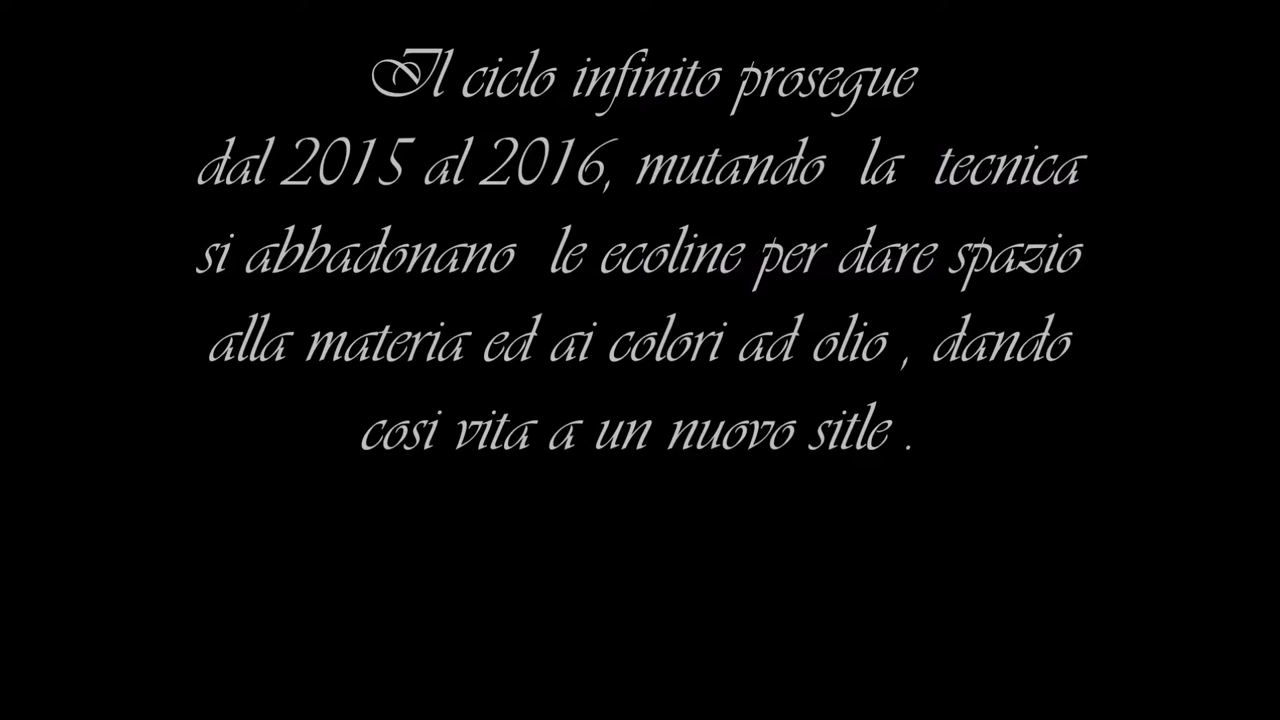 Il ciclo infinito prosegue
dal 2015 al 2016, mutando la tecnica
si abbadonano le ecoline per dare spazio
alla materia ed ai colori ad olio , dando
cosi vita a un nuovo sitle .